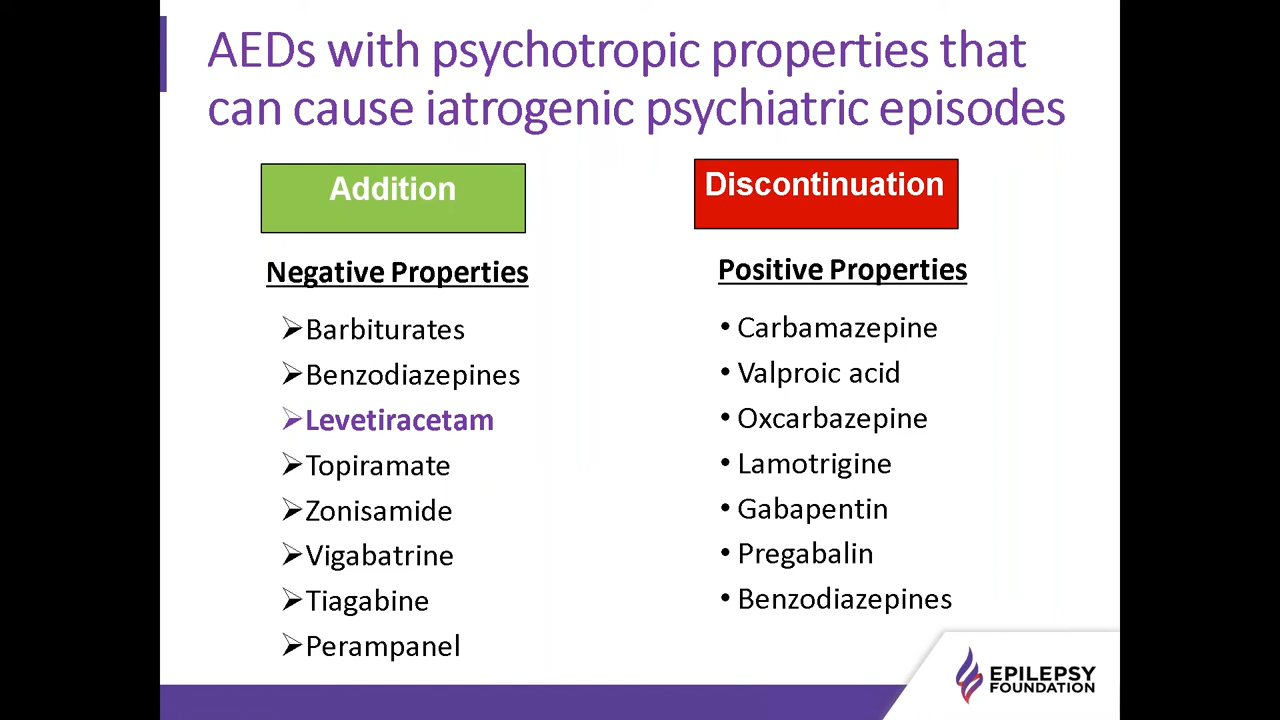 AEDs with psychotropic properties that
can cause iatrogenic psychiatric episodes
Addition
Negative Properties
Barbiturates
Benzodiazepines
Levetiracetam
Topiramate
Zonisamide
Vigabatrine
Tiagabine
Perampanel
Discontinuation
Positive Properties
Carbamazepine
Valproic acid
Oxcarbazepine
Lamotrigine
Gabapentin
Pregabalin
Benzodiazepines
EPILEPSY
FOUNDATION